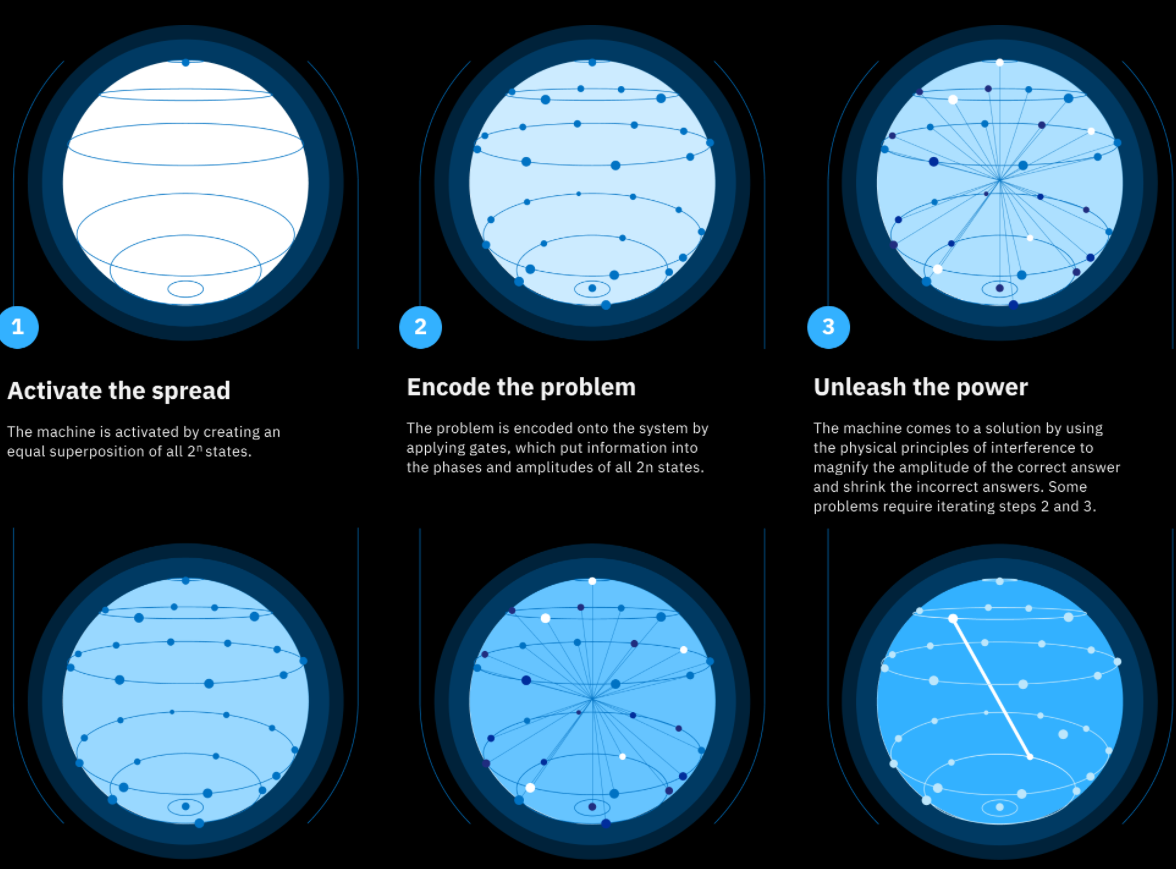 1
Activate the spread
The machine is activated by creating an
equal superposition of all 2ⁿ states.
2
Encode the problem
The problem is encoded onto the system by
applying gates, which put information into
the phases and amplitudes of all 2n states.
3
Unleash the power
The machine comes to a solution by using
the physical principles of interference to
magnify the amplitude of the correct answer
and shrink the incorrect answers. Some
problems require iterating steps 2 and 3.